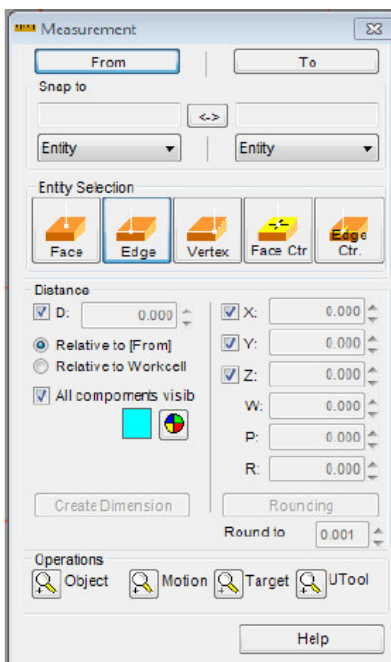 Measurement
From To
Snap to
<->
Entity Entity
Entity Selection
Face Edge Vertex Face Ctr Edge Ctr.
Distance
D: 0.000 X: 0.000
Relative to [From] Y: 0.000
Relative to Workcell Z: 0.000
All components visib W: 0.000
P: 0.000
R: 0.000
Create Dimension Rounding
Round to 0.001
Operations
Object Motion Target UTool
Help